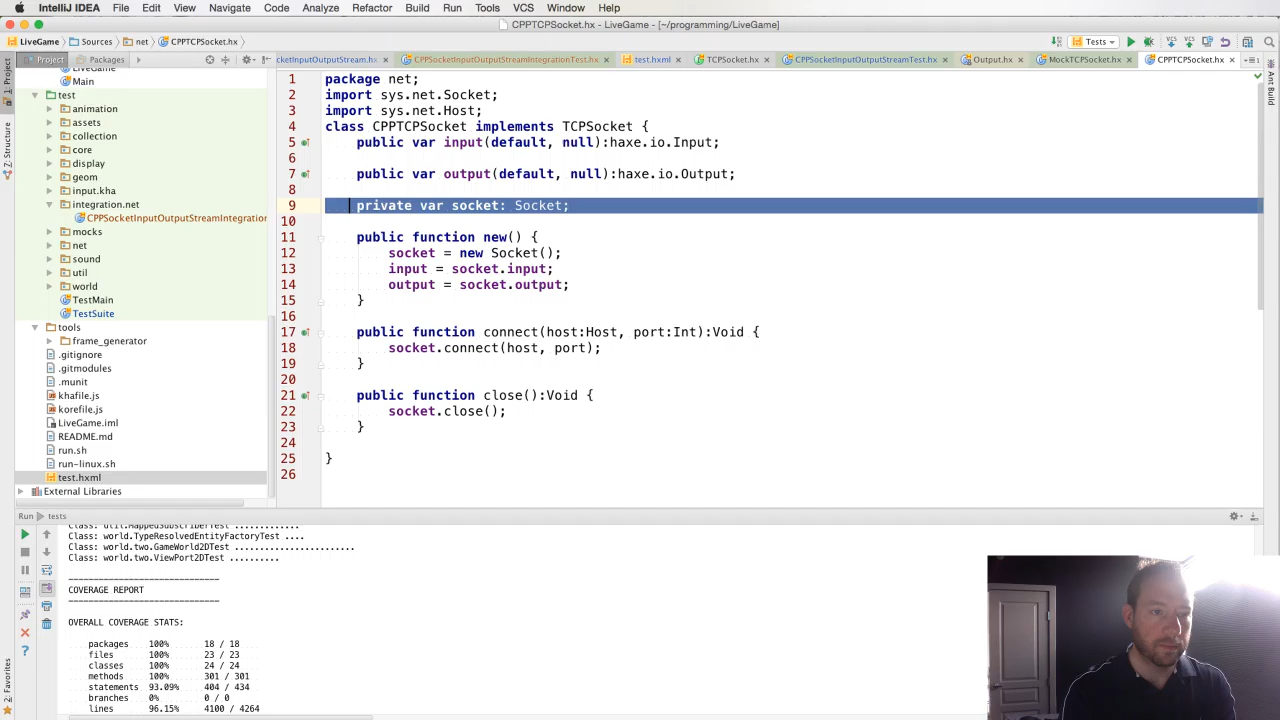 IntelliJ IDEA File Edit View Navigate Code Analyze Refactor Build Run Tools VCS Window Help
CPPTCPSocket.hx - LiveGame - [~/programming/LiveGame]
LiveGame Sources net CPPTCPSocket.hx Tests
Project Packages
cketInputOutputStream.hx CPPSocketInputOutputStreamIntegrationTest.hx test.hxml TCPSocket.hx CPPSocketInputOutputStreamTest.hx Output.hx MockTCPSocket.hx CPPTCPSocket.hx
1: Project
7: Structure
2: Favorites
Ant Build
LiveGame
Main
test
animation
assets
collection
core
display
geom
input.kha
integration.net
CPPSocketInputOutputStreamIntegration
mocks
net
sound
util
world
TestMain
TestSuite
tools
frame_generator
.gitignore
.gitmodules
.munit
khafile.js
korefile.js
LiveGame.iml
README.md
run.sh
run-linux.sh
test.hxml
External Libraries
1 package net;
2 import sys.net.Socket;
3 import sys.net.Host;
4 class CPPTCPSocket implements TCPSocket {
5 public var input(default, null):haxe.io.Input;
6
7 public var output(default, null):haxe.io.Output;
8
9 private var socket: Socket;
10
11 public function new() {
12 socket = new Socket();
13 input = socket.input;
14 output = socket.output;
15 }
16
17 public function connect(host:Host, port:Int):Void {
18 socket.connect(host, port);
19 }
20
21 public function close():Void {
22 socket.close();
23 }
24
25 }
26
Run tests
Class: util.MappedSubscriberTest .............
Class: world.TypeResolvedEntityFactoryTest ....
Class: world.two.GameWorld2DTest ........................
Class: world.two.ViewPort2DTest ..........
------------------------------
COVERAGE REPORT
------------------------------
OVERALL COVERAGE STATS:
packages 100% 18 / 18
files 100% 23 / 23
classes 100% 24 / 24
methods 100% 301 / 301
statements 93.09% 404 / 434
branches 0% 0 / 0
lines 96.15% 4100 / 4264